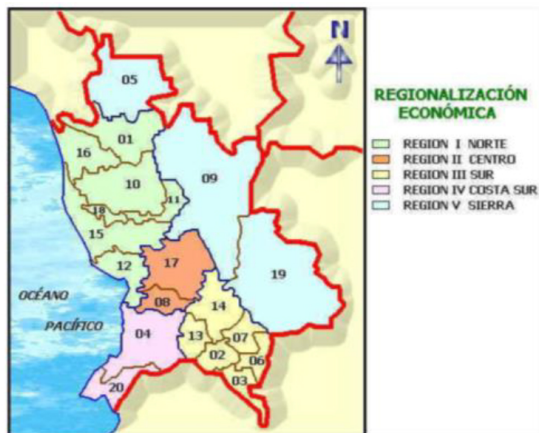 N
05
01
16
10
09
11
18
15
12
17
19
OCÉANO
08
14
PACÍFICO
04
13
07
02
06
03
20
REGIONALIZACIÓN
ECONÓMICA
REGION I NORTE
REGION II CENTRO
REGION III SUR
REGION IV COSTA SUR
REGION V SIERRA